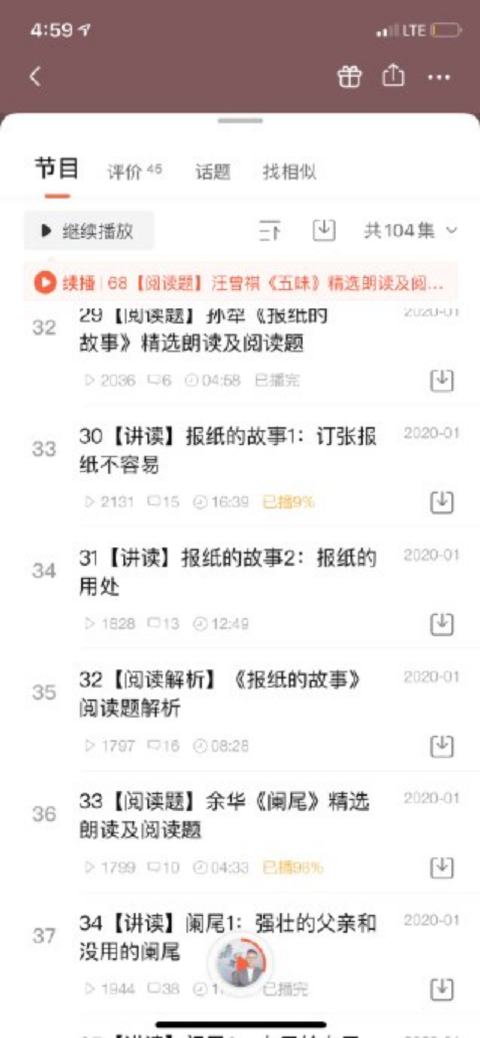 4:59
LTE
节目
评价 45
话题
找相似
继续播放
共104集
续播 | 68【阅读题】汪曾祺《五味》精选朗读及阅...
32
29【阅读题】孙犁《报纸的
故事》精选朗读及阅读题
2020-01
2036 6 04:58 已播完
33
30【讲读】报纸的故事1：订张报
纸不容易
2020-01
2131 15 16:39 已播9%
34
31【讲读】报纸的故事2：报纸的
用处
2020-01
1828 13 12:49
35
32【阅读解析】《报纸的故事》
阅读题解析
2020-01
1797 16 08:28
36
33【阅读题】余华《阑尾》精选
朗读及阅读题
2020-01
1799 10 04:33 已播98%
37
34【讲读】阑尾1：强壮的父亲和
没用的阑尾
2020-01
1944 38 已播完